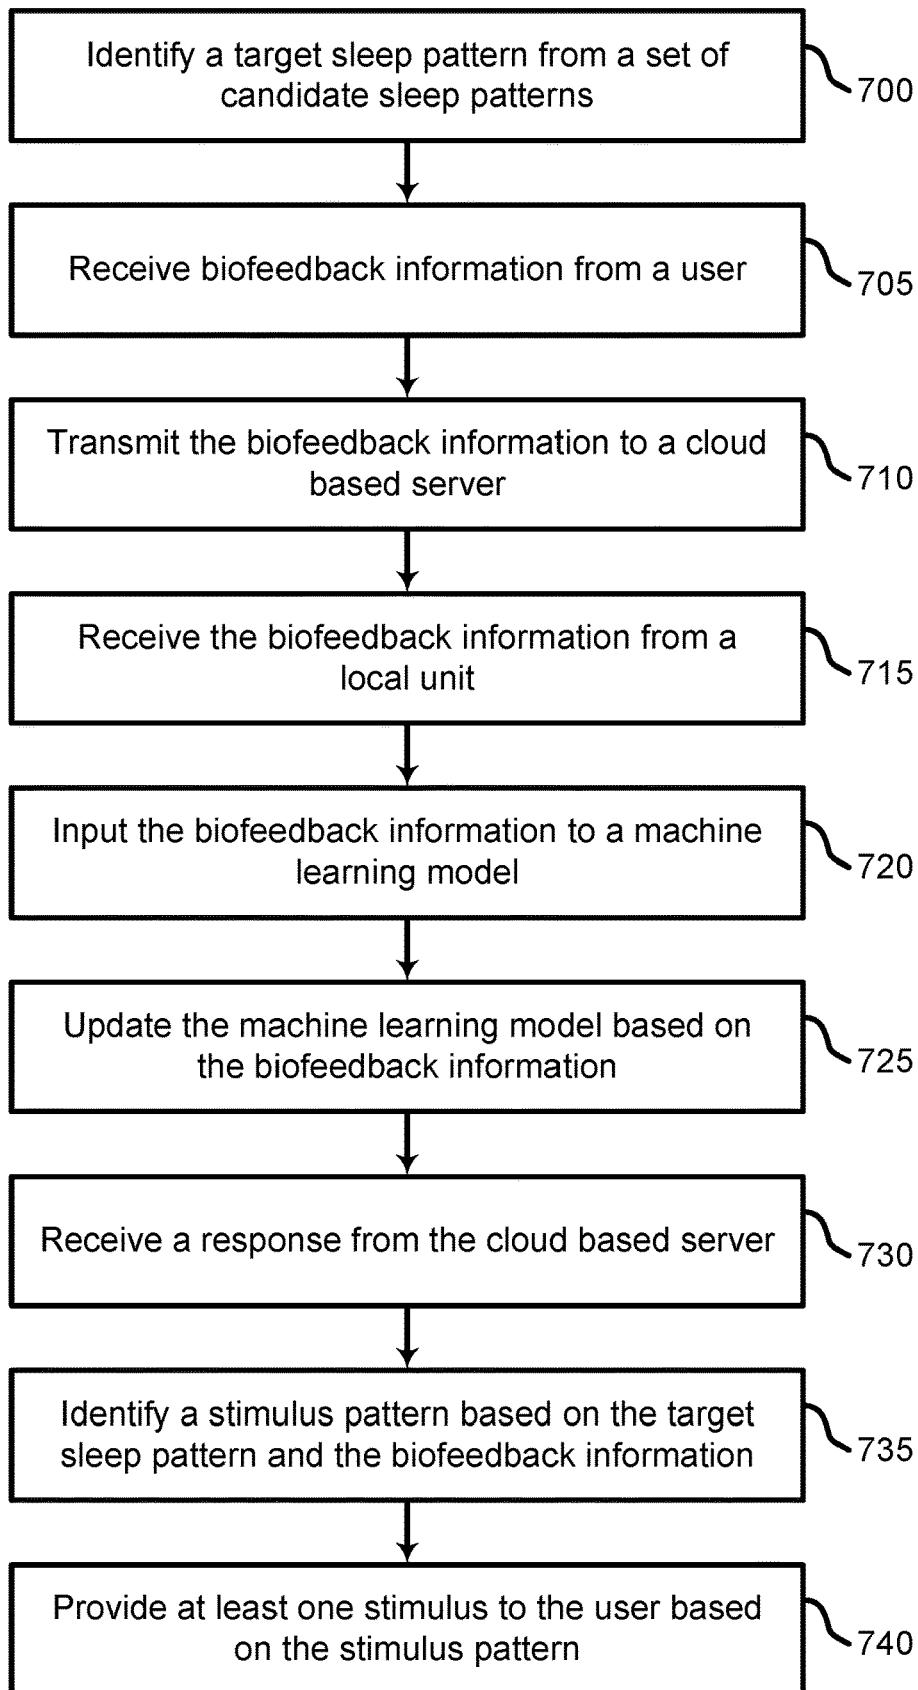 Identify a target sleep pattern from a set of
candidate sleep patterns
700
Receive biofeedback information from a user
705
Transmit the biofeedback information to a cloud
based server
710
Receive the biofeedback information from a
local unit
715
Input the biofeedback information to a machine
learning model
720
Update the machine learning model based on
the biofeedback information
725
Receive a response from the cloud based server
730
Identify a stimulus pattern based on the target
sleep pattern and the biofeedback information
735
Provide at least one stimulus to the user based
on the stimulus pattern
740